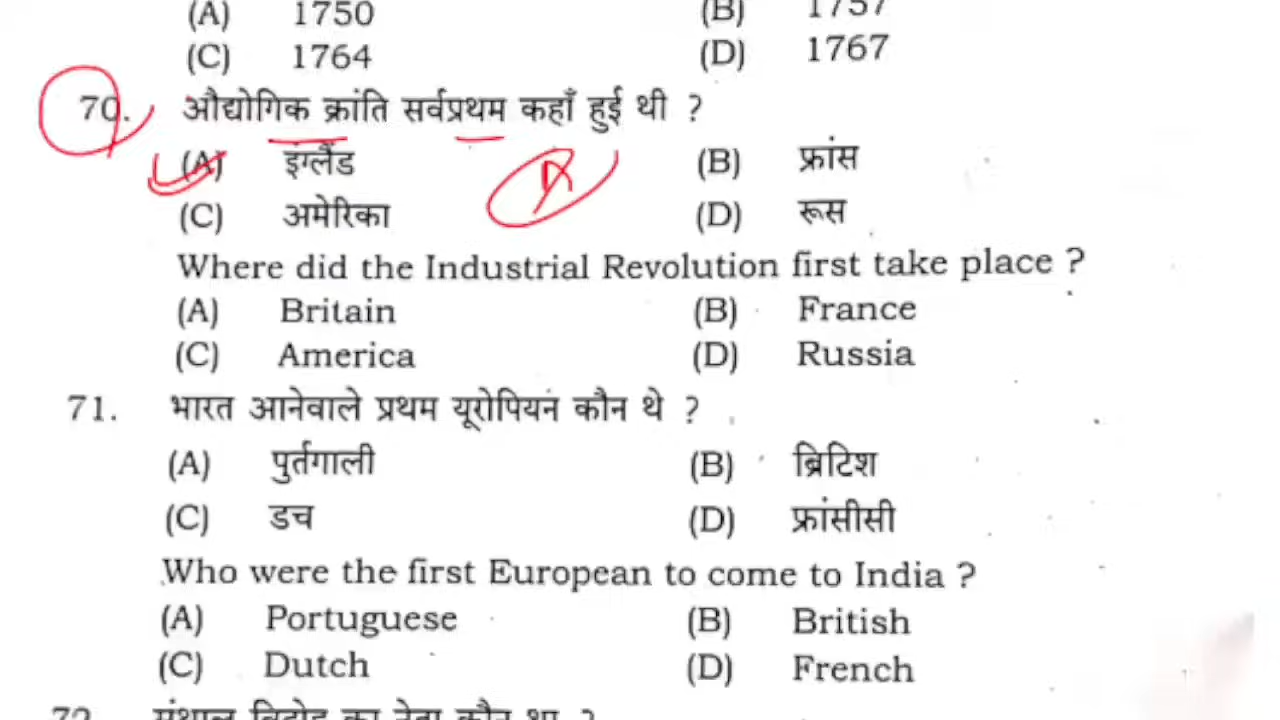 (A) 1750 (B) 1757
(C) 1764 (D) 1767
70. औद्योगिक क्रांति सर्वप्रथम कहाँ हुई थी ?
(A) इंग्लैंड (B) फ्रांस
(C) अमेरिका (D) रूस
A
Where did the Industrial Revolution first take place ?
(A) Britain (B) France
(C) America (D) Russia
71. भारत आनेवाले प्रथम यूरोपियन कौन थे ?
(A) पुर्तगाली (B) ब्रिटिश
(C) डच (D) फ्रांसीसी
Who were the first European to come to India ?
(A) Portuguese (B) British
(C) Dutch (D) French
72. संथाल विद्रोह का नेता कौन था ?